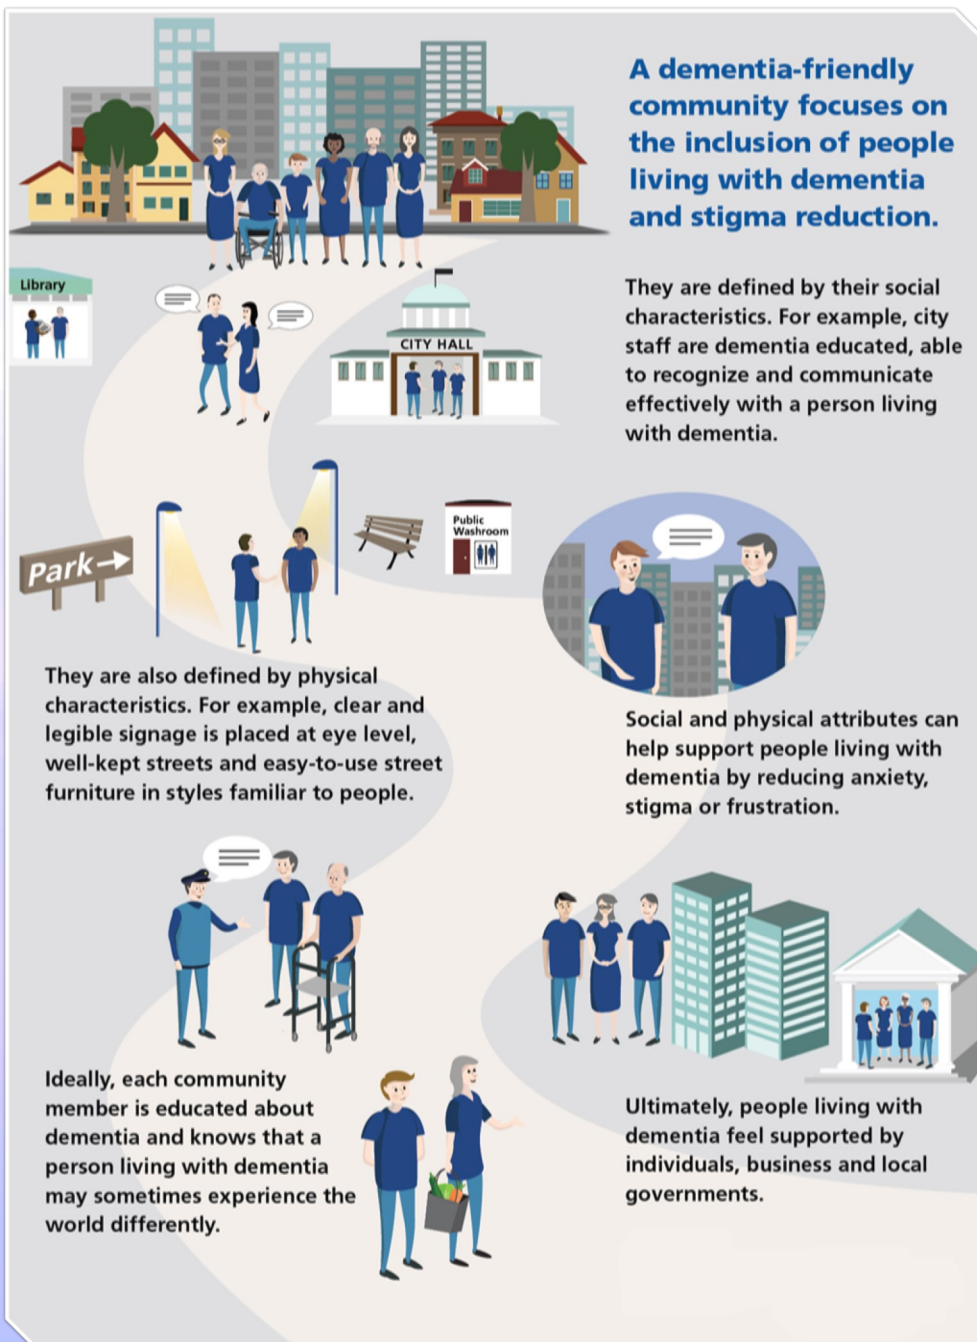 A dementia-friendly
community focuses on
the inclusion of people
living with dementia
and stigma reduction.
Library
CITY HALL
They are defined by their social
characteristics. For example, city
staff are dementia educated, able
to recognize and communicate
effectively with a person living
with dementia.
Park
Public
Washroom
They are also defined by physical
characteristics. For example, clear and
legible signage is placed at eye level,
well-kept streets and easy-to-use street
furniture in styles familiar to people.
Social and physical attributes can
help support people living with
dementia by reducing anxiety,
stigma or frustration.
Ideally, each community
member is educated about
dementia and knows that a
person living with dementia
may sometimes experience the
world differently.
Ultimately, people living with
dementia feel supported by
individuals, business and local
governments.